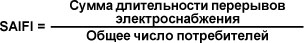 SAIFI =
Сумма длительности перерывов
электроснабжения
Общее число потребителей